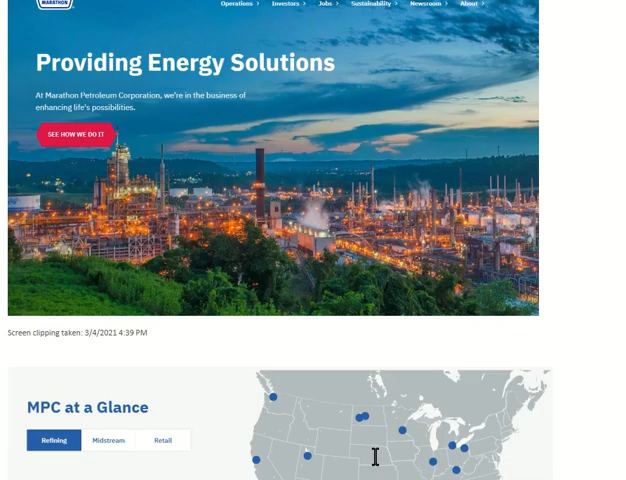 MARATHON
Operations > Investors > Jobs > Sustainability > Newsroom > About >
Providing Energy Solutions
At Marathon Petroleum Corporation, we're in the business of
enhancing life's possibilities.
SEE HOW WE DO IT
Screen clipping taken: 3/4/2021 4:39 PM
MPC at a Glance
Refining Midstream Retail